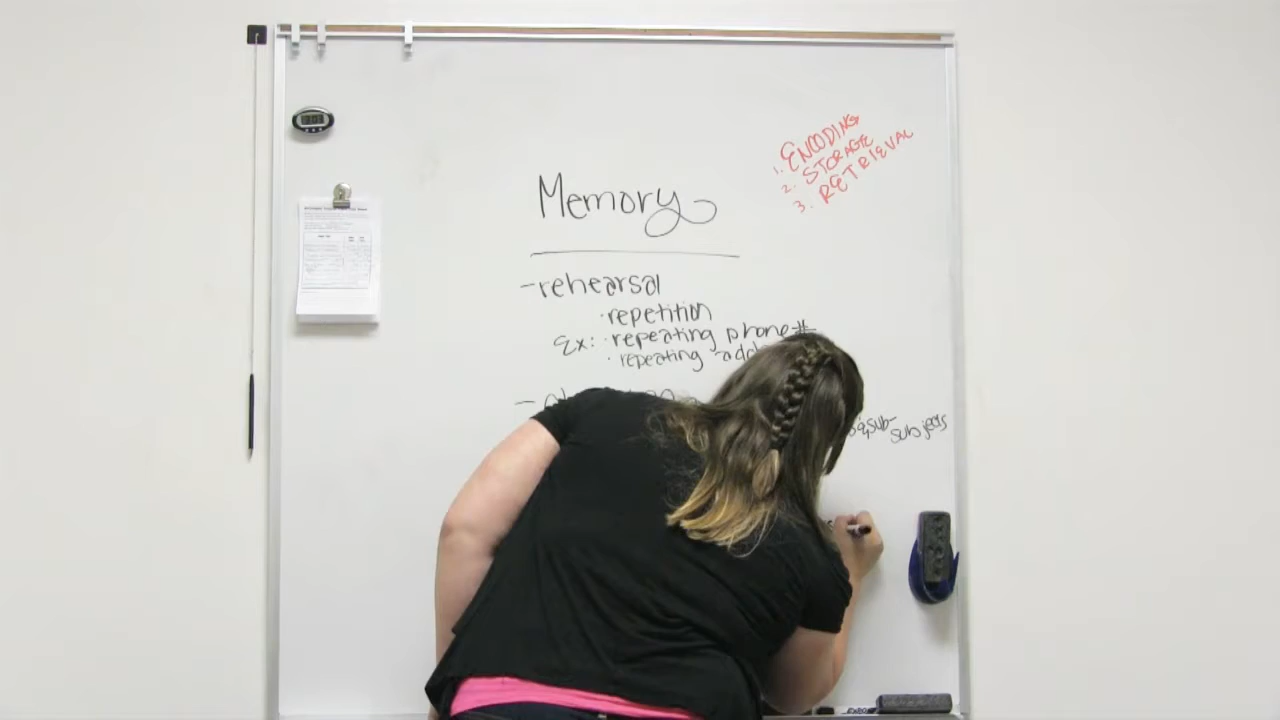 1. ENCODING
2. STORAGE
3. RETRIEVAL
Memory
- rehearsal
· repetition
Ex: · repeating phone #
· repeating
& sub-
subjects